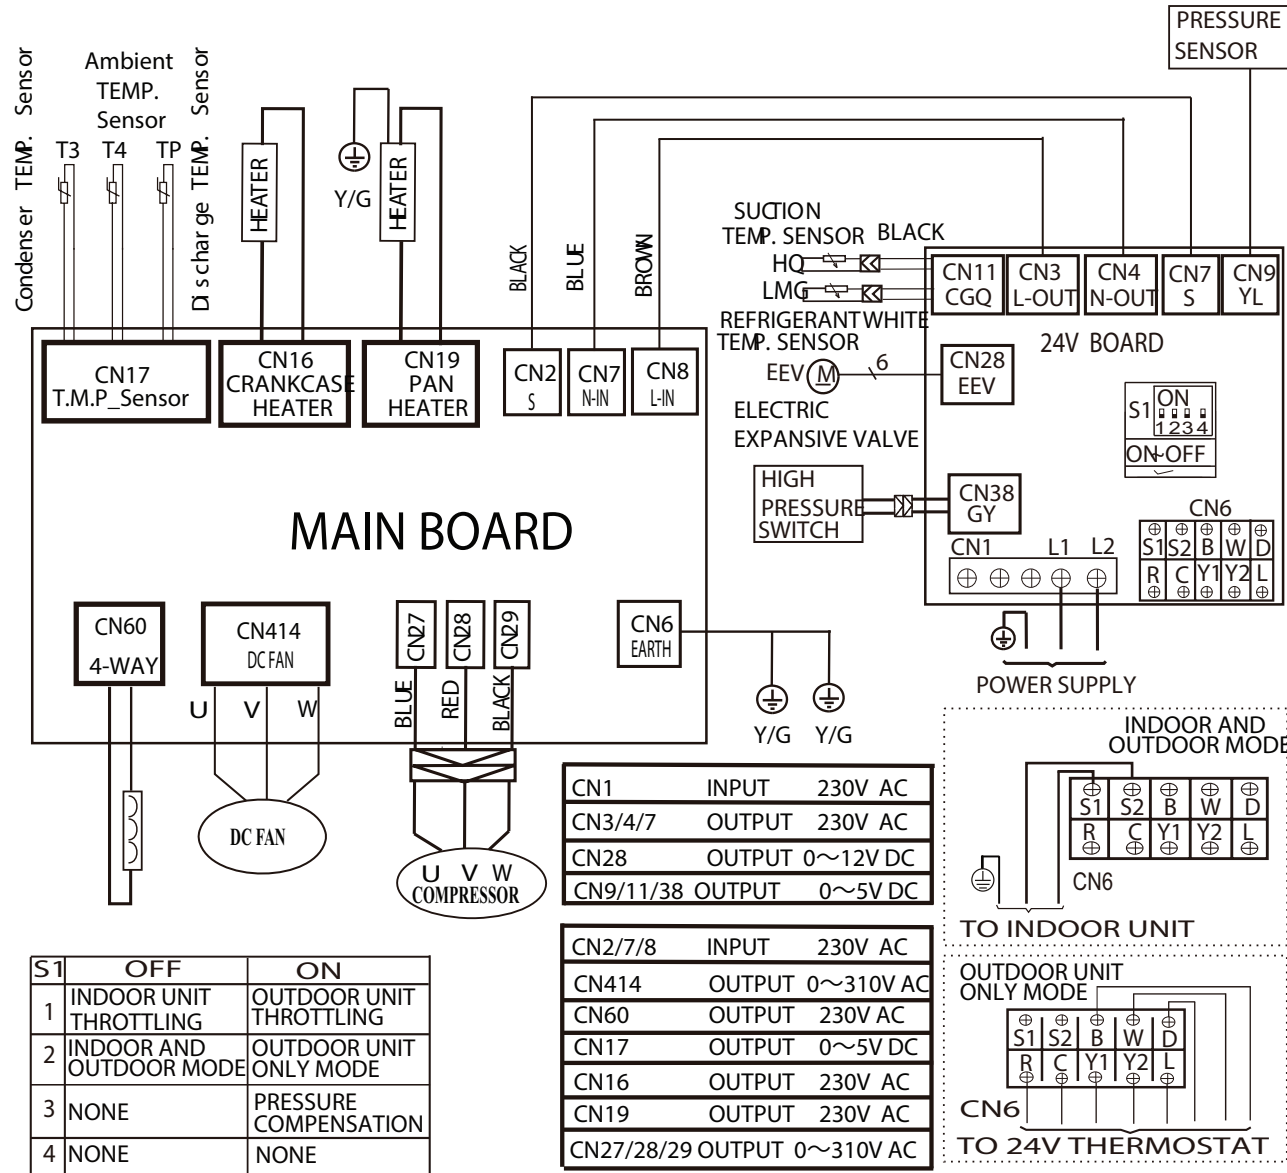 PRESSURE
SENSOR
Condenser TEMP. Sensor
Ambient
TEMP.
Sensor
Discharge TEMP. Sensor
T3 T4 TP
HEATER
Y/G
HEATER
BLACK
BLUE
BROWN
SUCTION
TEMP. SENSOR BLACK
HQ
LMG
REFRIGERANT WHITE
TEMP. SENSOR
CN11
CGQ
CN3
L-OUT
CN4
N-OUT
CN7
S
CN9
YL
24V BOARD
CN17
T.M.P_Sensor
CN16
CRANKCASE
HEATER
CN19
PAN
HEATER
CN2
S
CN7
N-IN
CN8
L-IN
EEV M 6
CN28
EEV
ELECTRIC
EXPANSIVE VALVE
S1
ON
1234
ON~OFF
HIGH
PRESSURE
SWITCH
CN38
GY
MAIN BOARD
CN1 L1 L2
CN6
S1 S2 B W D
R C Y1 Y2 L
POWER SUPPLY
CN60
4-WAY
CN414
DC FAN
CN27
CN28
CN29
CN6
EARTH
U V W
BLUE
RED
BLACK
Y/G Y/G
DC FAN
U V W
COMPRESSOR
CN1 INPUT 230V AC
CN3/4/7 OUTPUT 230V AC
CN28 OUTPUT 0～12V DC
CN9/11/38 OUTPUT 0～5V DC
CN2/7/8 INPUT 230V AC
CN414 OUTPUT 0～310V AC
CN60 OUTPUT 230V AC
CN17 OUTPUT 0～5V DC
CN16 OUTPUT 230V AC
CN19 OUTPUT 230V AC
CN27/28/29 OUTPUT 0～310V AC
INDOOR AND
OUTDOOR MODE
S1 S2 B W D
R C Y1 Y2 L
CN6
TO INDOOR UNIT
OUTDOOR UNIT
ONLY MODE
S1 S2 B W D
R C Y1 Y2 L
CN6
TO 24V THERMOSTAT
S1 OFF ON
1 INDOOR UNIT THROTTLING OUTDOOR UNIT THROTTLING
2 INDOOR AND OUTDOOR MODE OUTDOOR UNIT ONLY MODE
3 NONE PRESSURE COMPENSATION
4 NONE NONE